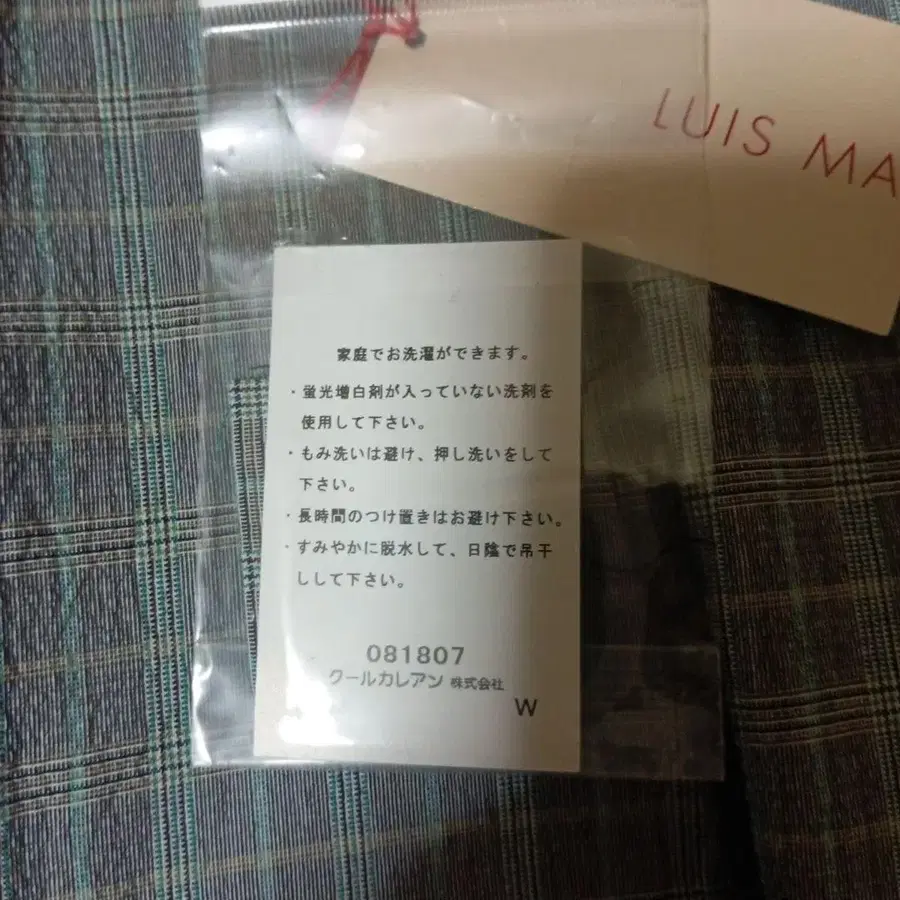 LUIS MA
家庭でお洗濯ができます。
・蛍光増白剤が入っていない洗剤を
使用して下さい。
・もみ洗いは避け、押し洗いをして
下さい。
・長時間のつけ置きはお避け下さい。
・すみやかに脱水して、日陰で吊干
しして下さい。
081807
クールカレアン 株式会社
W